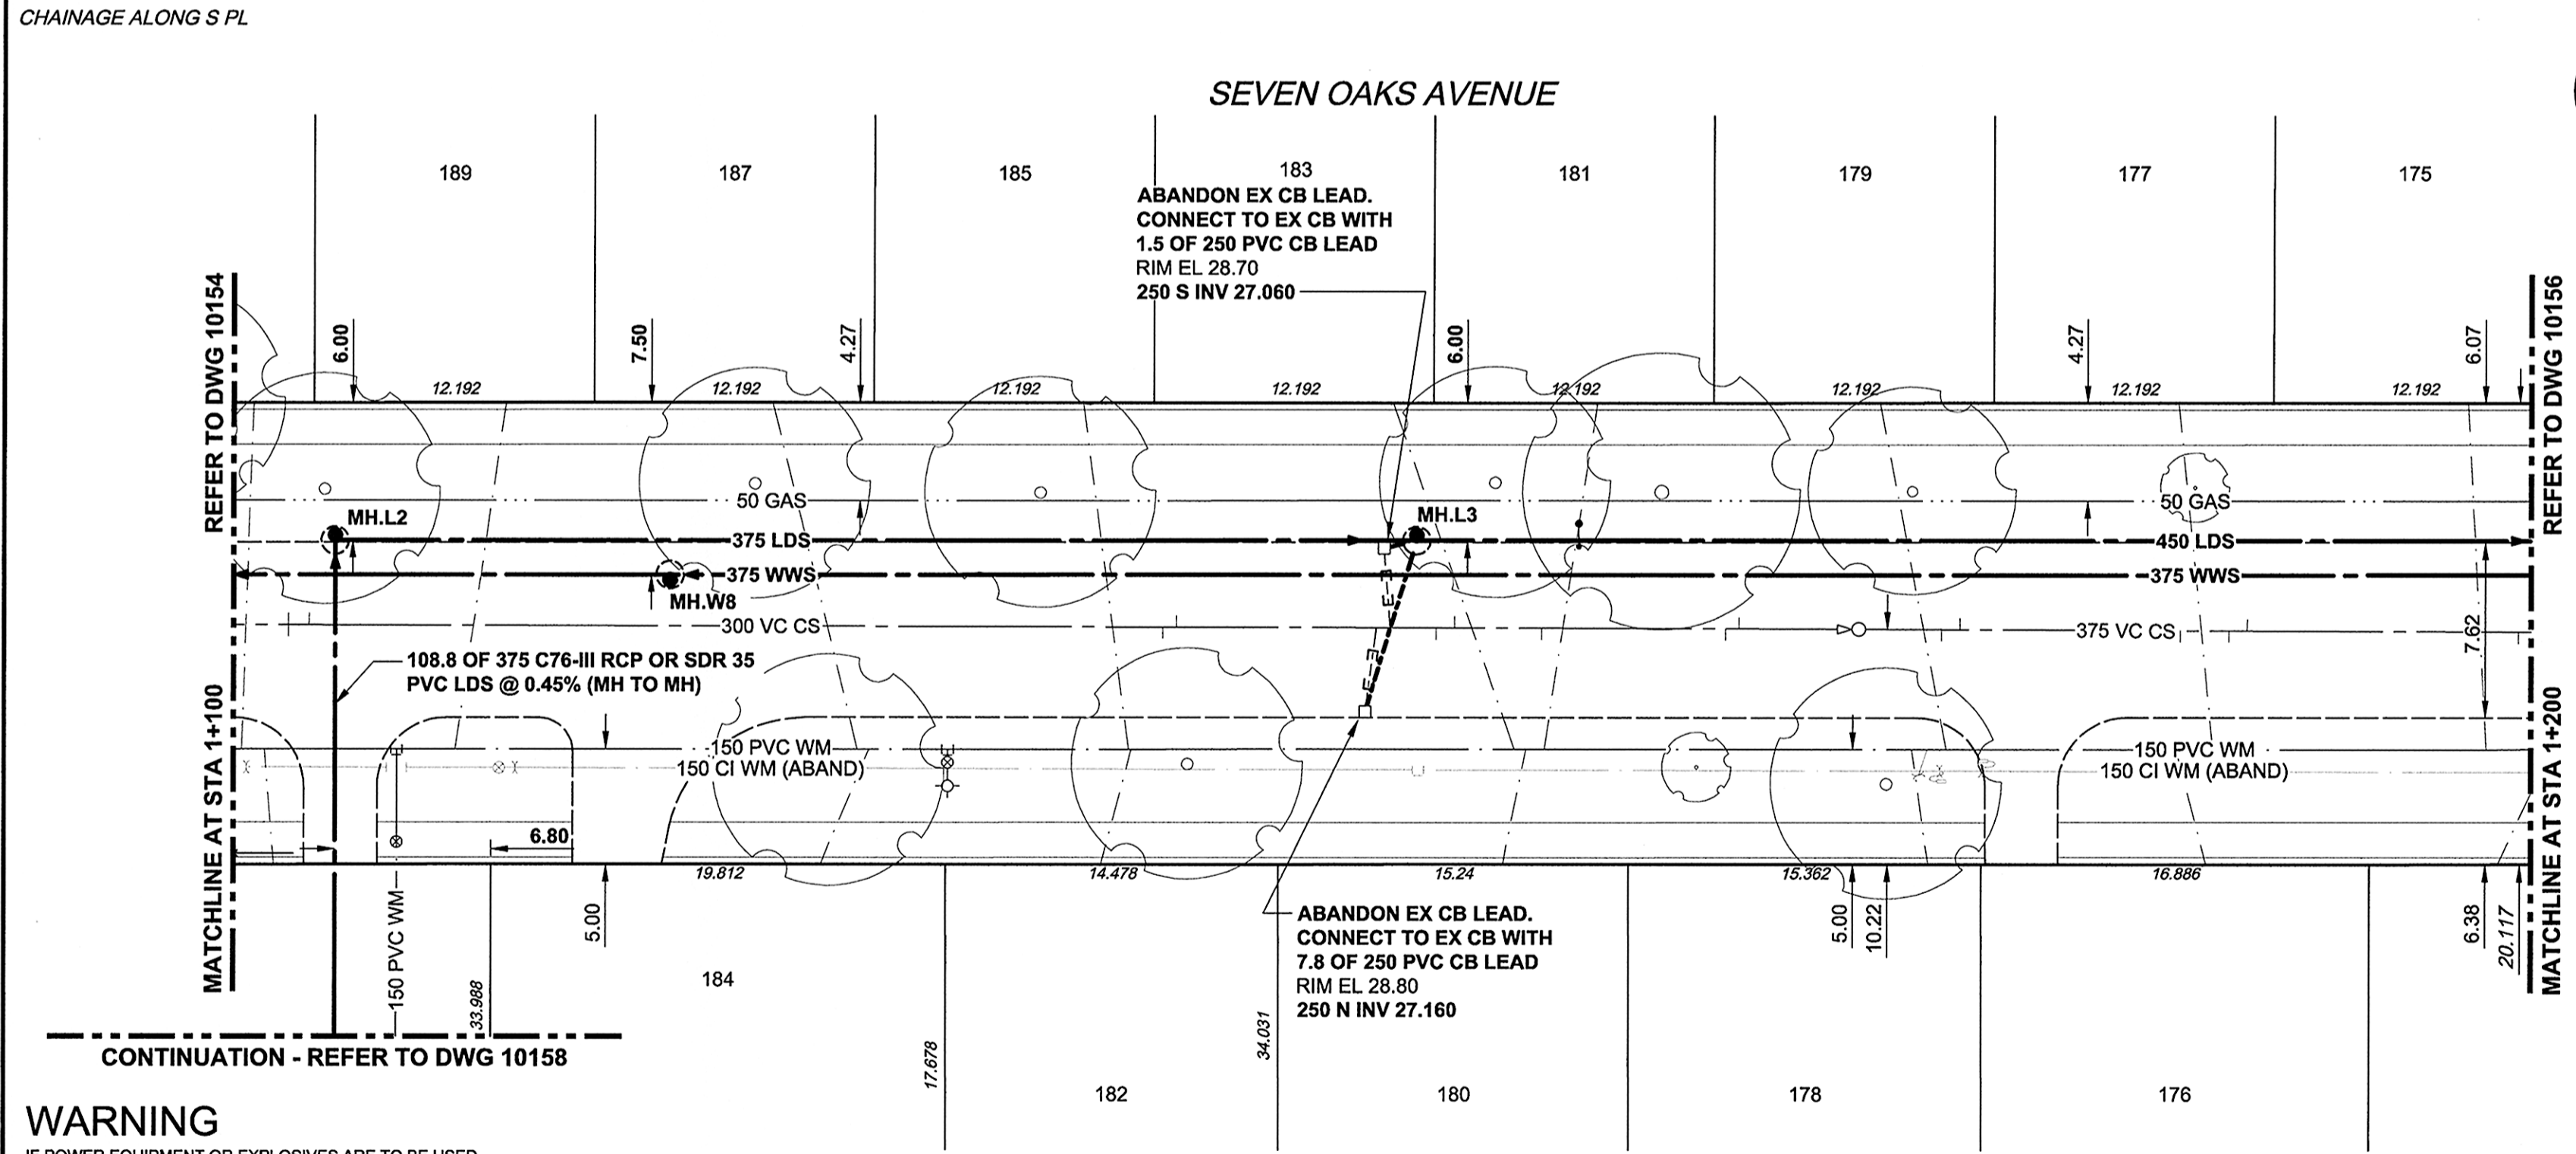 CHAINAGE ALONG S PL
SEVEN OAKS AVENUE
189
187
185
183
181
179
177
175
ABANDON EX CB LEAD.
CONNECT TO EX CB WITH
1.5 OF 250 PVC CB LEAD
RIM EL 28.70
250 S INV 27.060
REFER TO DWG 10154
REFER TO DWG 10156
6.00
7.50
4.27
6.00
4.27
6.07
12.192
12.192
12.192
12.192
12.192
12.192
12.192
12.192
50 GAS
50 GAS
MH.L2
MH.L3
375 LDS
450 LDS
375 WWS
375 WWS
MH.W8
300 VC CS
375 VC CS
7.62
108.8 OF 375 C76-III RCP OR SDR 35
PVC LDS @ 0.45% (MH TO MH)
MATCHLINE AT STA 1+100
MATCHLINE AT STA 1+200
150 PVC WM
150 CI WM (ABAND)
150 PVC WM
150 CI WM (ABAND)
6.80
19.812
14.478
15.24
15.362
16.886
150 PVC WM
33.988
5.00
5.00
10.22
6.38
20.117
184
ABANDON EX CB LEAD.
CONNECT TO EX CB WITH
7.8 OF 250 PVC CB LEAD
RIM EL 28.80
250 N INV 27.160
CONTINUATION - REFER TO DWG 10158
17.678
34.031
182
180
178
176
WARNING
IF POWER EQUIPMENT OR EXPLOSIVES ARE TO BE USED